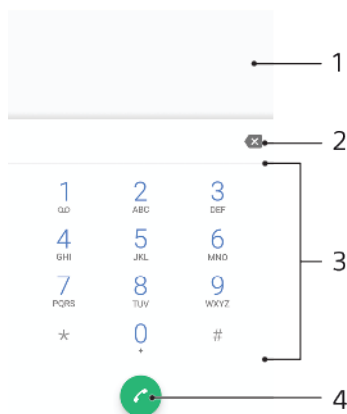 1
2
1 2 3
ABC DEF
4 5 6
GHI JKL MNO
3
7 8 9
PQRS TUV WXYZ
* 0 #
+
4